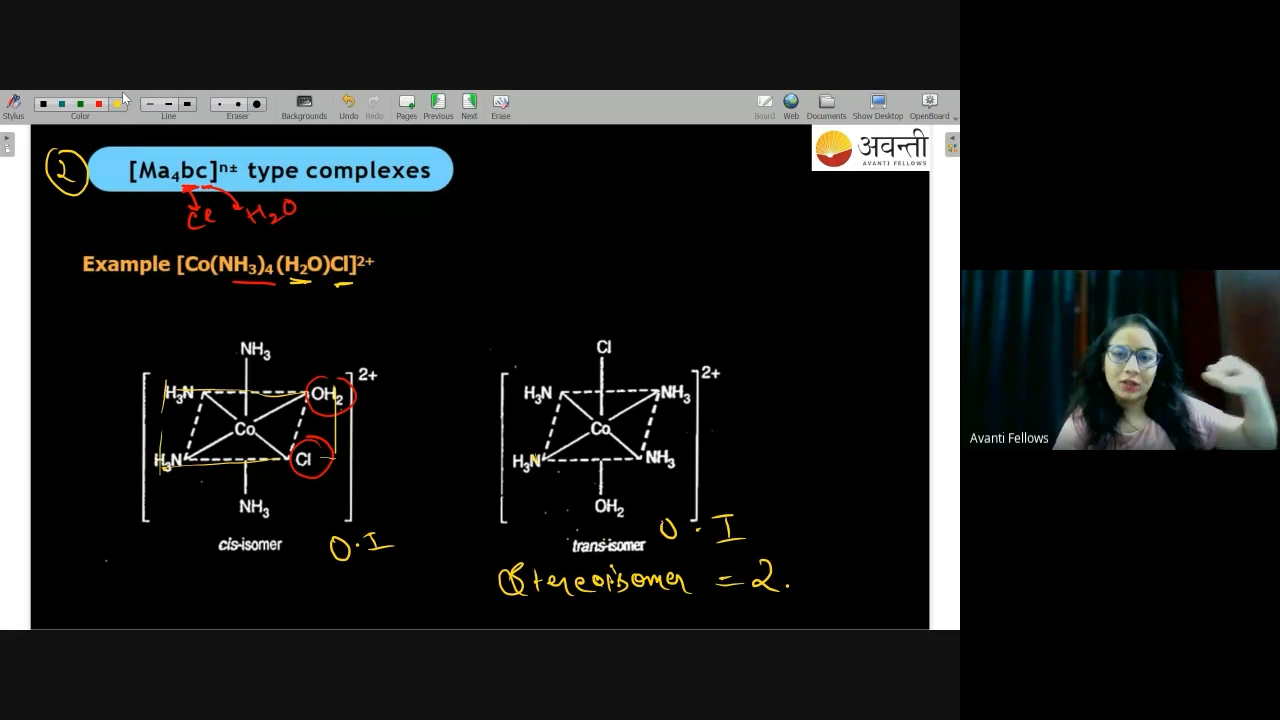 Stylus
Color
Line
Eraser
Backgrounds
Undo
Redo
Pages
Previous
Next
Erase
Board
Web
Documents
Show Desktop
OpenBoard
अवन्ती
AVANTI FELLOWS
2
[Ma₄bc]ⁿ± type complexes
Cl H₂O
Example [Co(NH₃)₄(H₂O)Cl]²⁺
NH₃
2+
H₃N
OH₂
Co
H₃N
Cl
NH₃
cis-isomer
O.I
Cl
2+
H₃N
NH₃
Co
H₃N
NH₃
OH₂
trans-isomer
O.I
Stereoisomer = 2.
Avanti Fellows